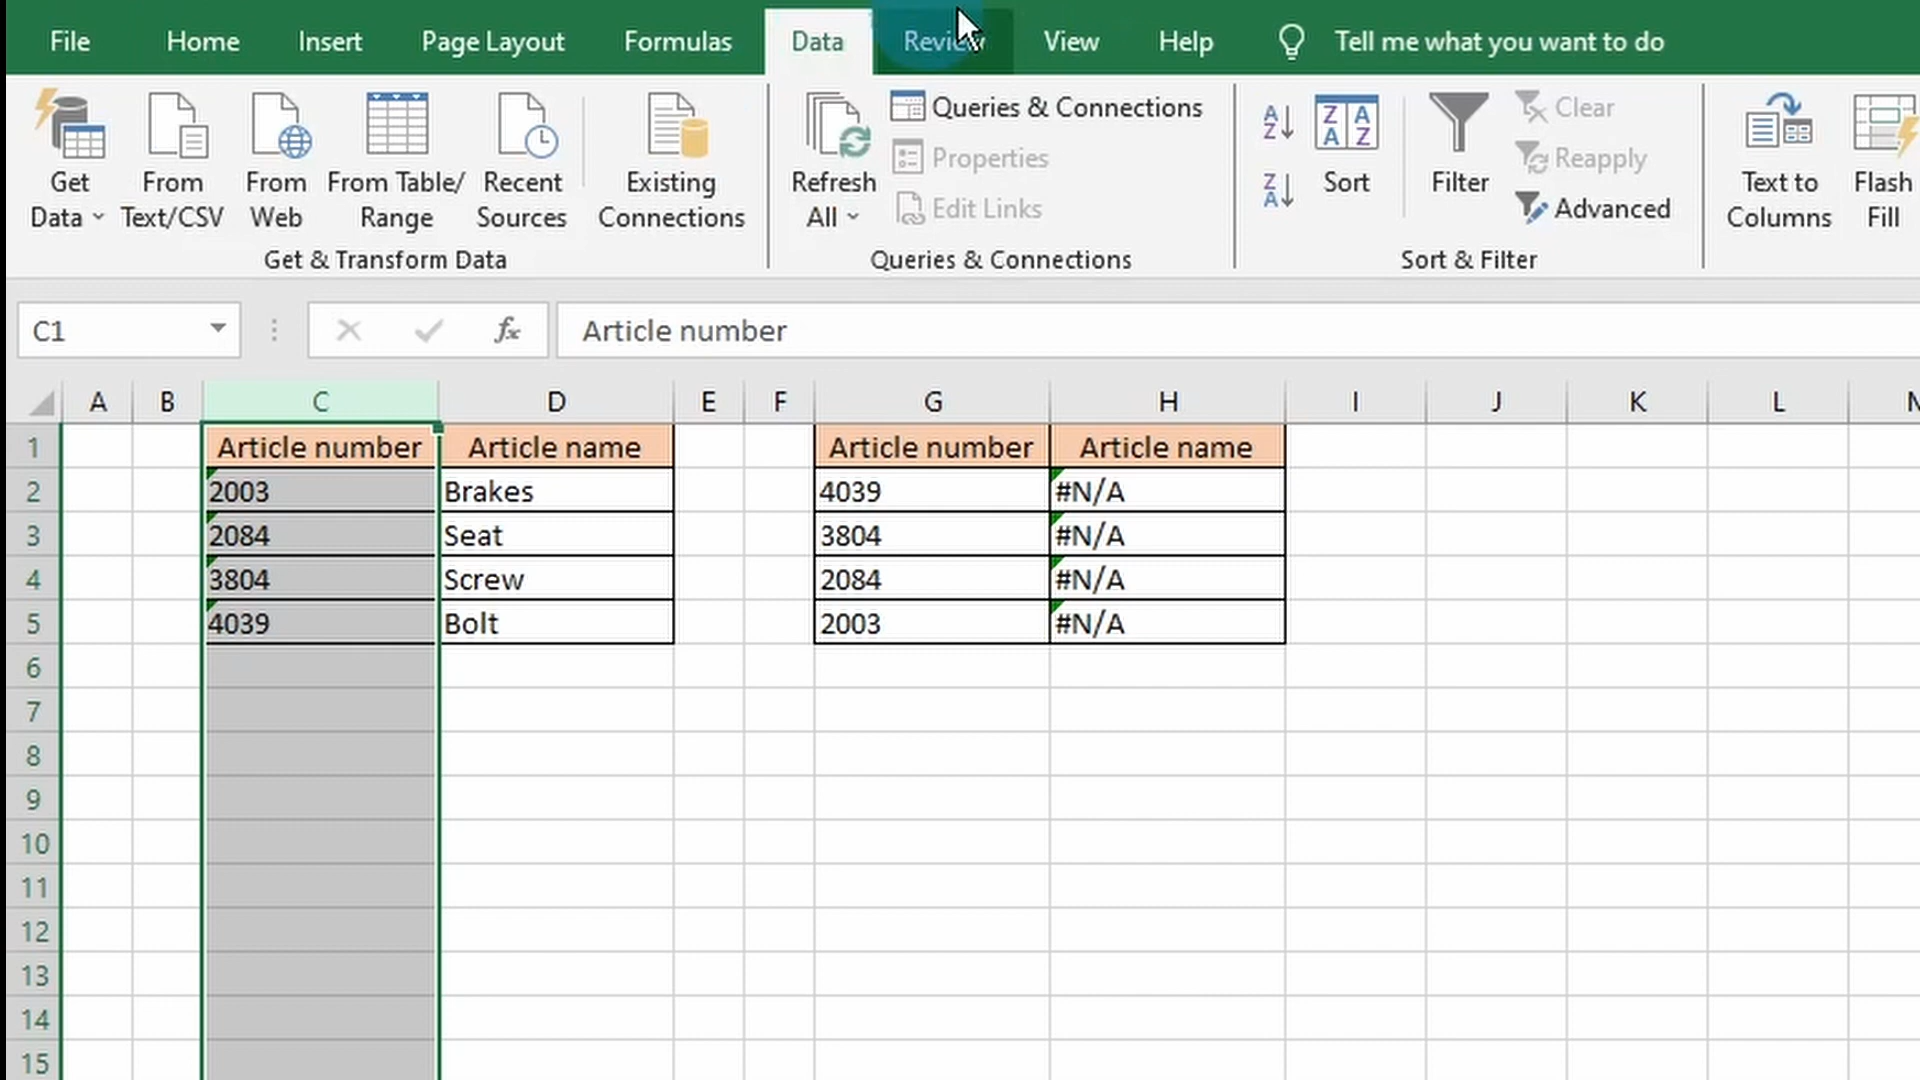 File Home Insert Page Layout Formulas Data Review View Help Tell me what you want to do
Get Data
From Text/CSV
From Web
From Table/ Range
Recent Sources
Existing Connections
Get & Transform Data
Refresh All
Queries & Connections
Properties
Edit Links
Queries & Connections
Sort
Filter
Clear
Reapply
Advanced
Sort & Filter
Text to Columns
Flash Fill
C1 fx Article number
A B C D E F G H I J K L
1 Article number Article name Article number Article name
2 2003 Brakes 4039 #N/A
3 2084 Seat 3804 #N/A
4 3804 Screw 2084 #N/A
5 4039 Bolt 2003 #N/A
6
7
8
9
10
11
12
13
14
15